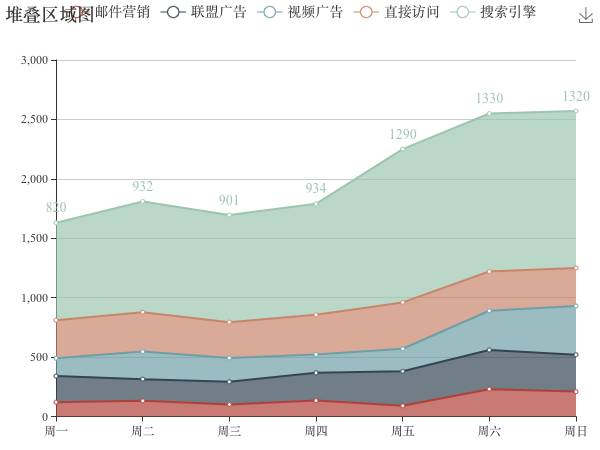 堆叠区域图 邮件营销 联盟广告 视频广告 直接访问 搜索引擎
3,000
2,500
2,000
1,500
1,000
500
0
820 932 901 934 1290 1330 1320
周一 周二 周三 周四 周五 周六 周日